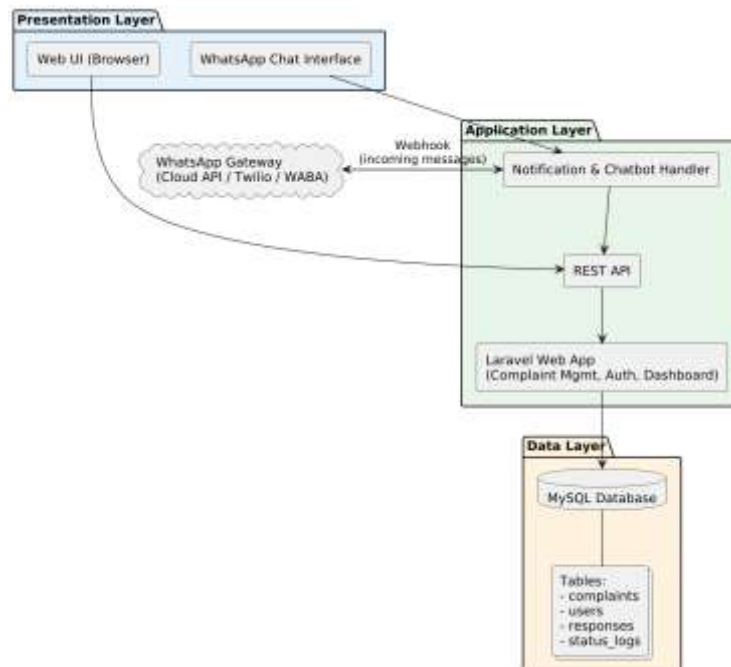 Presentation Layer
Web UI (Browser)
WhatsApp Chat Interface
Application Layer
Webhook
(incoming messages)
WhatsApp Gateway
(Cloud API / Twilio / WABA)
Notification & Chatbot Handler
REST API
Laravel Web App
(Complaint Mgmt, Auth, Dashboard)
Data Layer
MySQL Database
Tables:
- complaints
- users
- responses
- status_logs